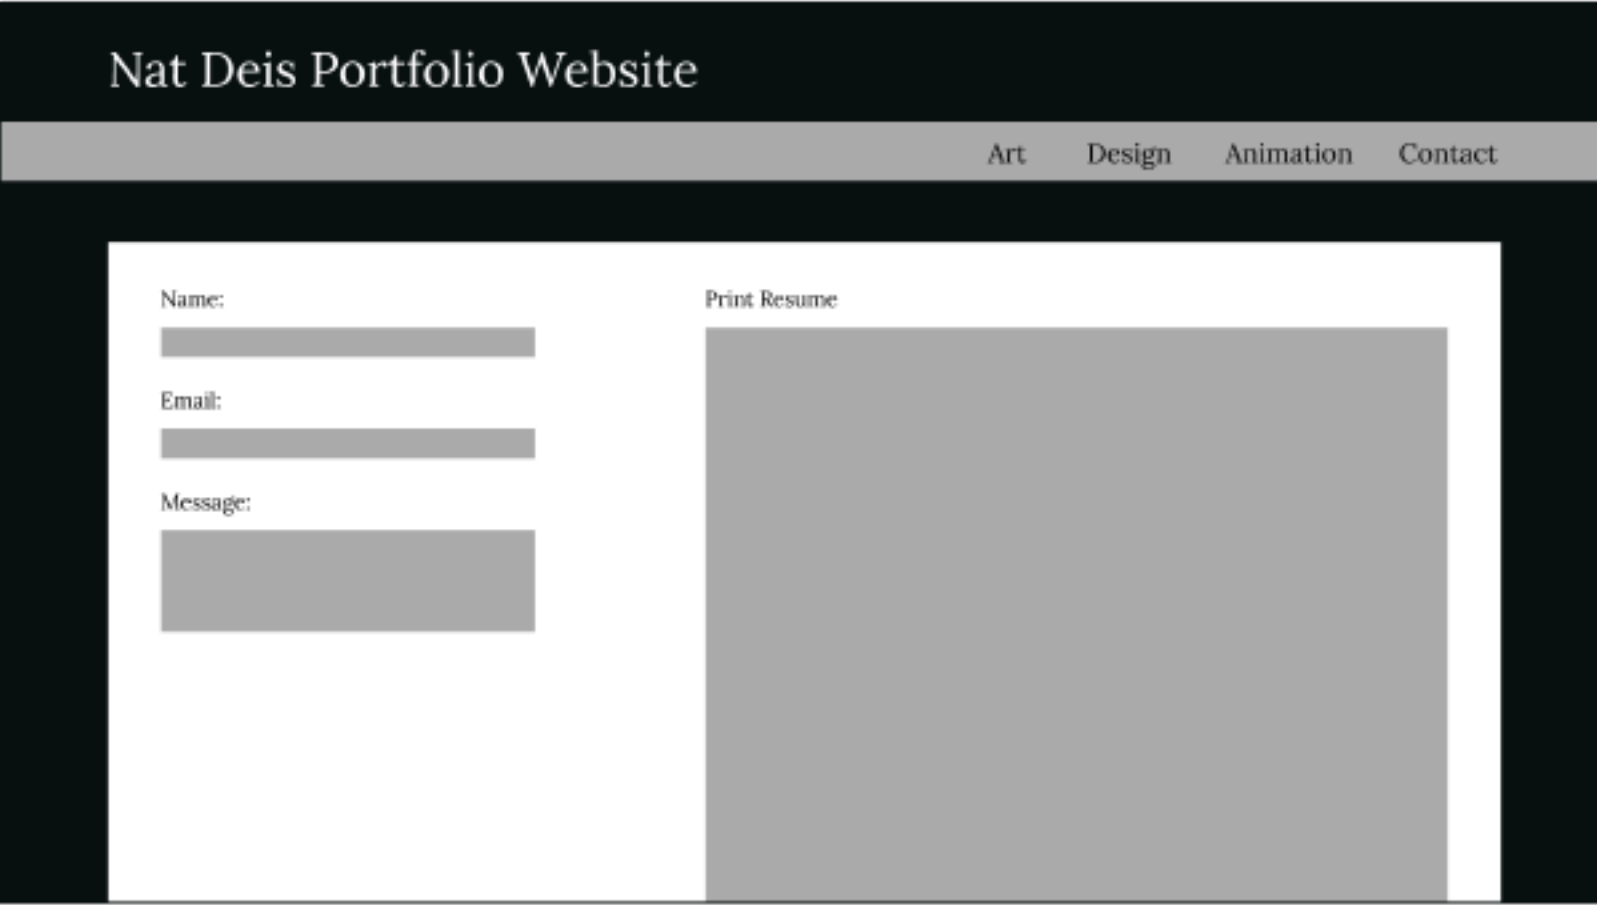 Nat Deis Portfolio Website
Art Design Animation Contact
Name:
Email:
Message:
Print Resume